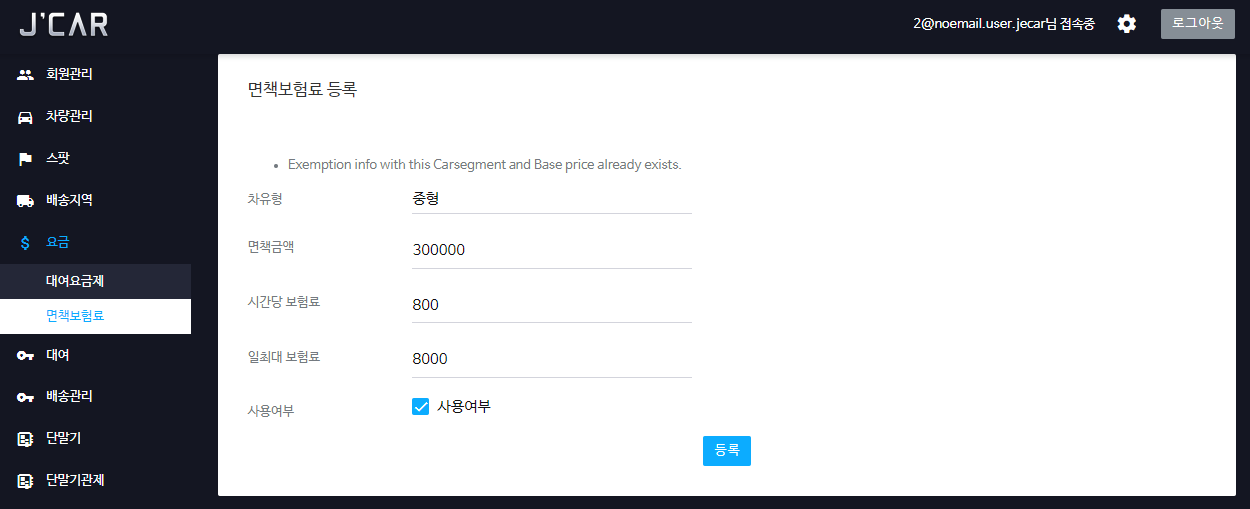 J'CAR
2@noemail.user.jecar님 접속중
로그아웃
회원관리
차량관리
스팟
배송지역
요금
대여요금제
면책보험료
대여
배송관리
단말기
단말기관제
면책보험료 등록
Exemption info with this Carsegment and Base price already exists.
차유형 중형
면책금액 300000
시간당 보험료 800
일최대 보험료 8000
사용여부 사용여부
등록